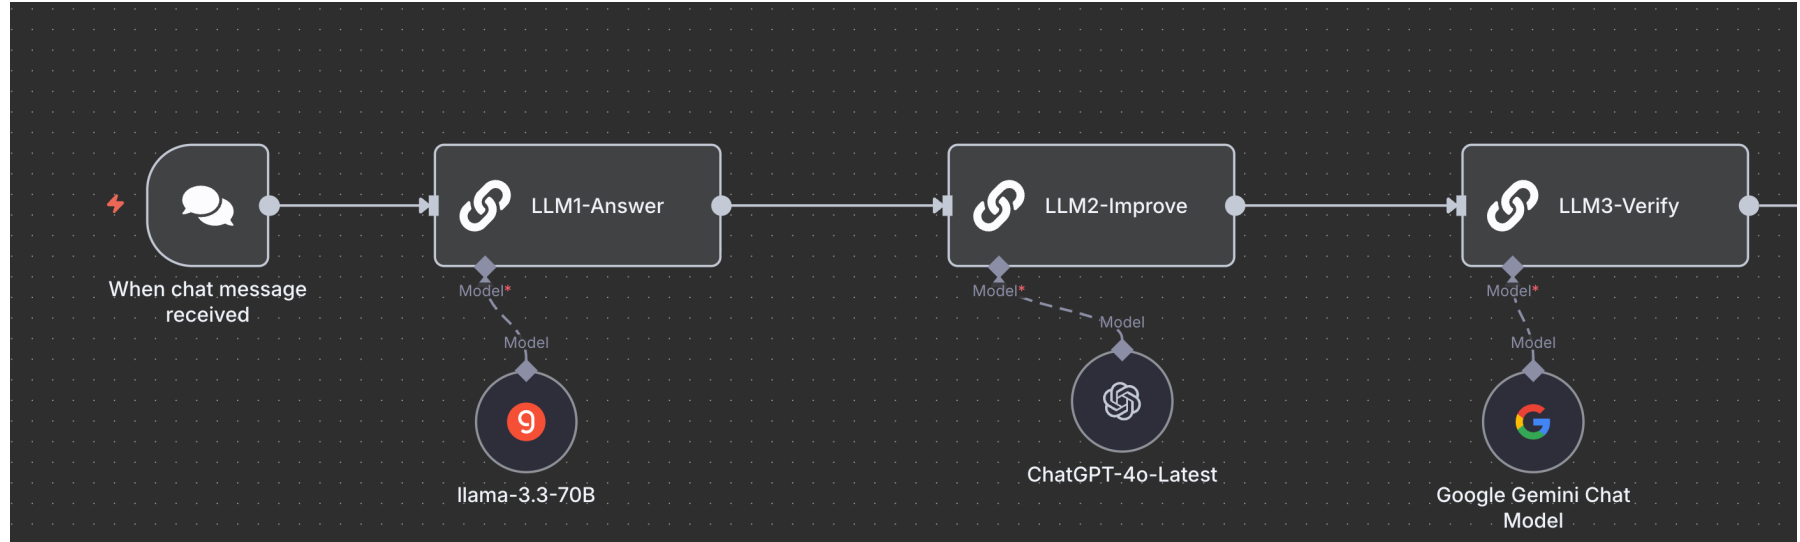 LLM1-Answer
LLM2-Improve
LLM3-Verify
When chat message
received
Model*
Model*
Model*
Model
Model
Model
llama-3.3-70B
ChatGPT-4o-Latest
Google Gemini Chat
Model